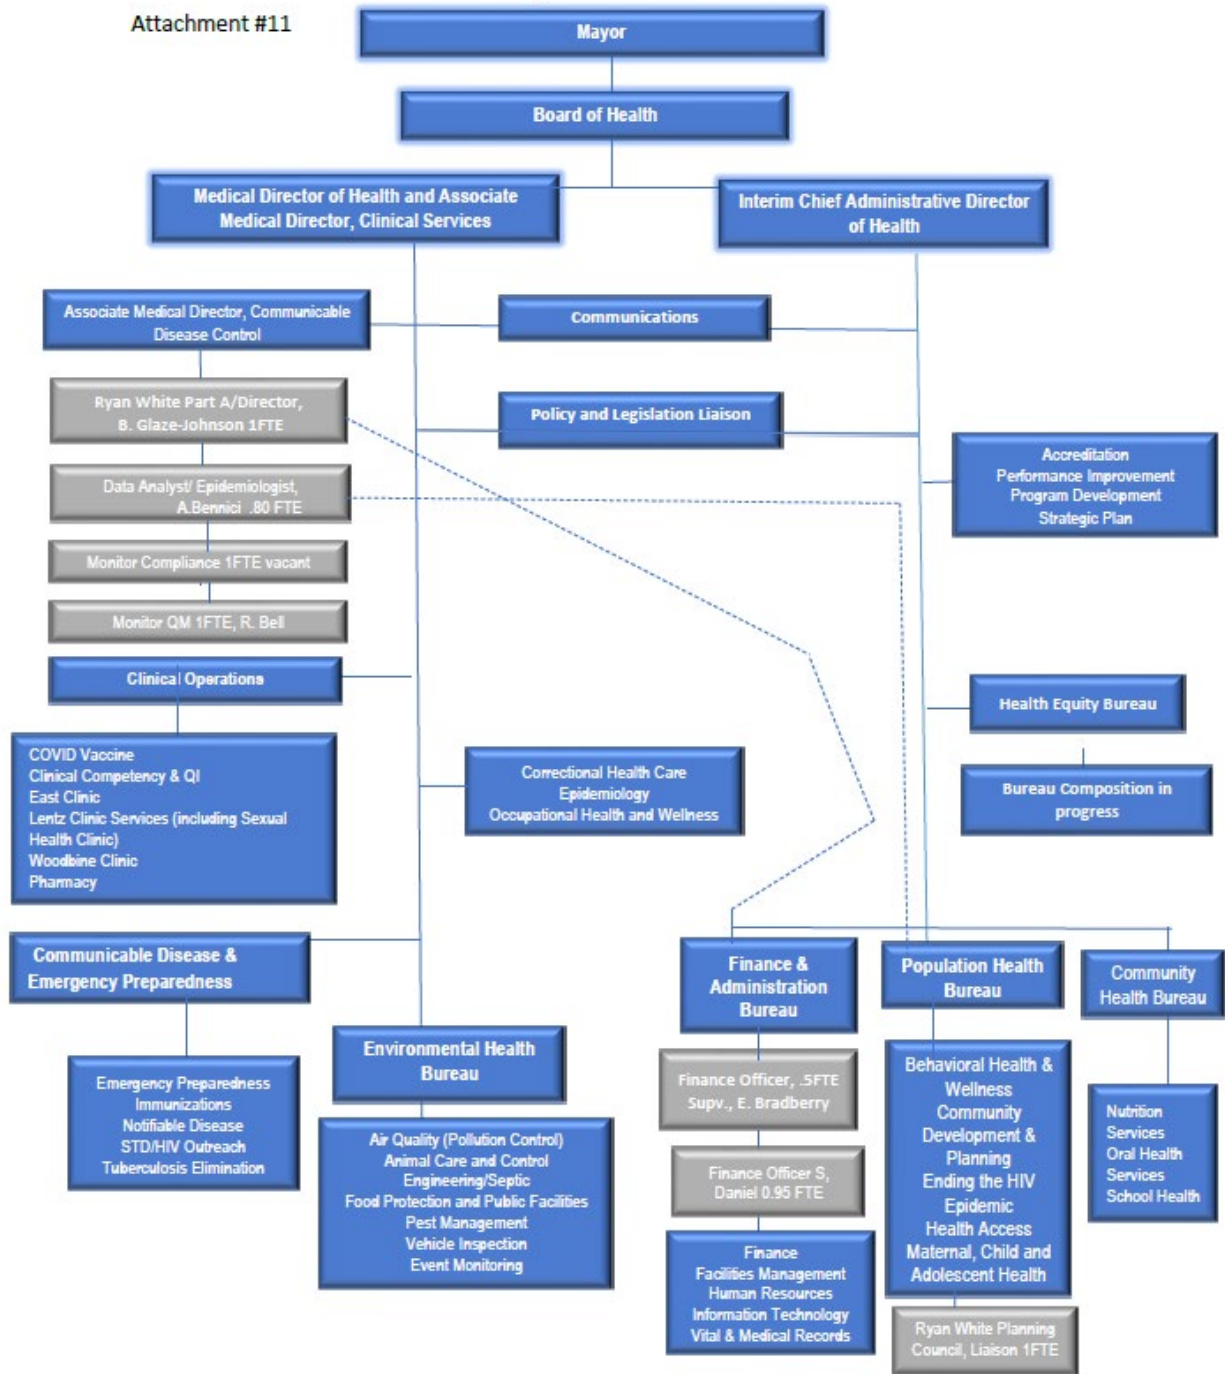 Attachment #11
Mayor
Board of Health
Medical Director of Health and Associate
Medical Director, Clinical Services
Interim Chief Administrative Director
of Health
Associate Medical Director, Communicable
Disease Control
Communications
Ryan White Part A/Director,
B. Glaze-Johnson 1FTE
Policy and Legislation Liaison
Data Analyst/ Epidemiologist,
A.Bennici .80 FTE
Accreditation
Performance Improvement
Program Development
Strategic Plan
Monitor Compliance 1FTE vacant
Monitor QM 1FTE, R. Bell
Clinical Operations
Health Equity Bureau
COVID Vaccine
Clinical Competency & QI
East Clinic
Lentz Clinic Services (including Sexual
Health Clinic)
Woodbine Clinic
Pharmacy
Correctional Health Care
Epidemiology
Occupational Health and Wellness
Bureau Composition in
progress
Communicable Disease &
Emergency Preparedness
Finance &
Administration
Bureau
Population Health
Bureau
Community
Health Bureau
Environmental Health
Bureau
Emergency Preparedness
Immunizations
Notifiable Disease
STD/HIV Outreach
Tuberculosis Elimination
Air Quality (Pollution Control)
Animal Care and Control
Engineering/Septic
Food Protection and Public Facilities
Pest Management
Vehicle Inspection
Event Monitoring
Finance Officer, .5FTE
Supv., E. Bradberry
Finance Officer S,
Daniel 0.95 FTE
Finance
Facilities Management
Human Resources
Information Technology
Vital & Medical Records
Behavioral Health &
Wellness
Community
Development &
Planning
Ending the HIV
Epidemic
Health Access
Maternal, Child and
Adolescent Health
Nutrition
Services
Oral Health
Services
School Health
Ryan White Planning
Council, Liaison 1FTE